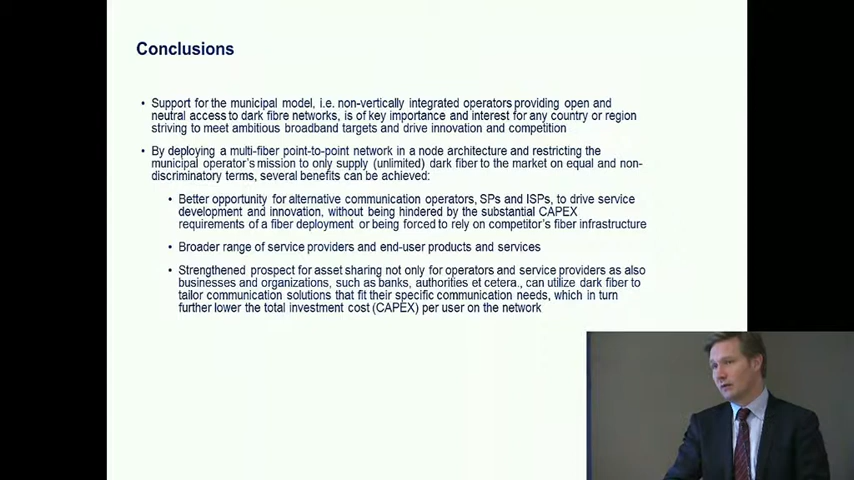 Conclusions
• Support for the municipal model, i.e. non-vertically integrated operators providing open and
neutral access to dark fibre networks, is of key importance and interest for any country or region
striving to meet ambitious broadband targets and drive innovation and competition
• By deploying a multi-fiber point-to-point network in a node architecture and restricting the
municipal operator's mission to only supply (unlimited) dark fiber to the market on equal and non-
discriminatory terms, several benefits can be achieved:
• Better opportunity for alternative communication operators, SPs and ISPs, to drive service
development and innovation, without being hindered by the substantial CAPEX
requirements of a fiber deployment or being forced to rely on competitor's fiber infrastructure
• Broader range of service providers and end-user products and services
• Strengthened prospect for asset sharing not only for operators and service providers as also
businesses and organizations, such as banks, authorities et cetera., can utilize dark fiber to
tailor communication solutions that fit their specific communication needs, which in turn
further lower the total investment cost (CAPEX) per user on the network